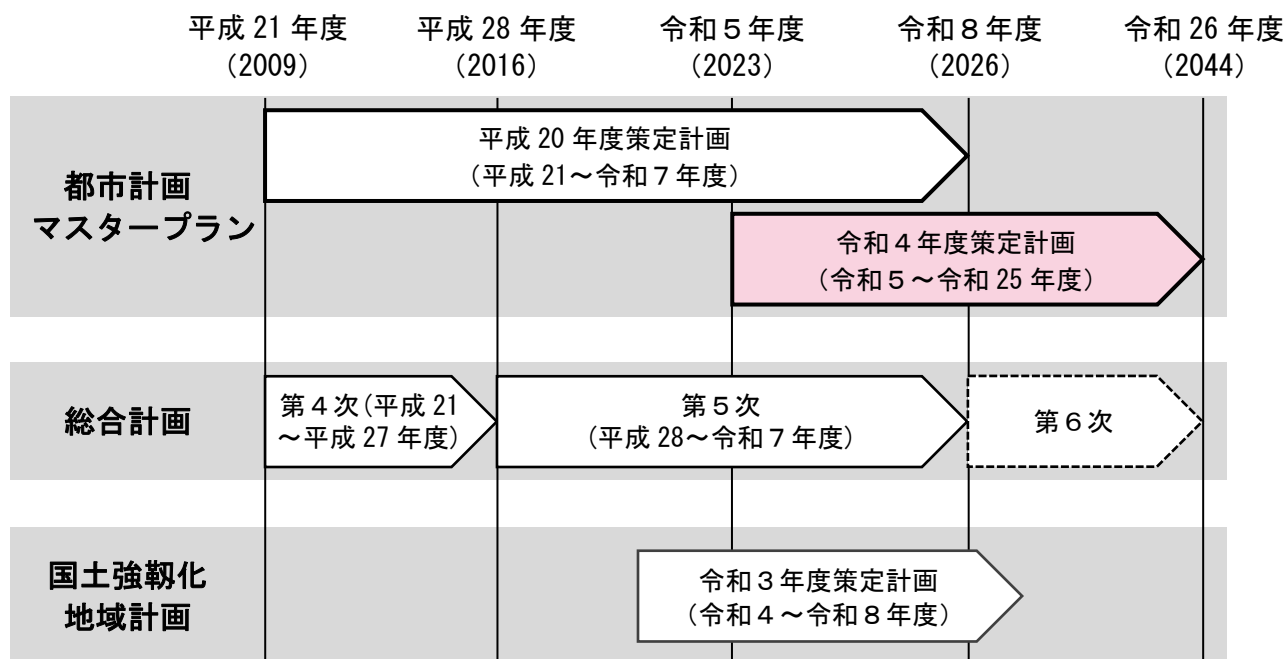 平成 21 年度
（2009）
平成 28 年度
（2016）
令和５年度
（2023）
令和８年度
（2026）
令和 26 年度
（2044）
都市計画
マスタープラン
平成 20 年度策定計画
（平成 21～令和７年度）
令和４年度策定計画
（令和５～令和 25 年度）
総合計画
第４次（平成 21
～平成 27 年度）
第５次
（平成 28～令和７年度）
第６次
国土強靱化
地域計画
令和３年度策定計画
（令和４～令和８年度）